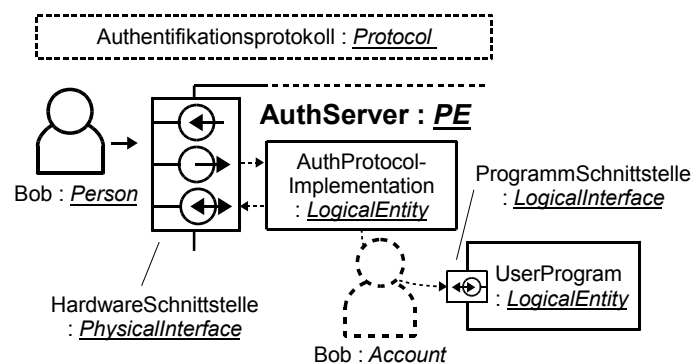 Authentifikationsprotokoll : Protocol
AuthServer : PE
Bob : Person
AuthProtocol-
Implementation
: LogicalEntity
ProgrammSchnittstelle
: LogicalInterface
HardwareSchnittstelle
: PhysicalInterface
UserProgram
: LogicalEntity
Bob : Account